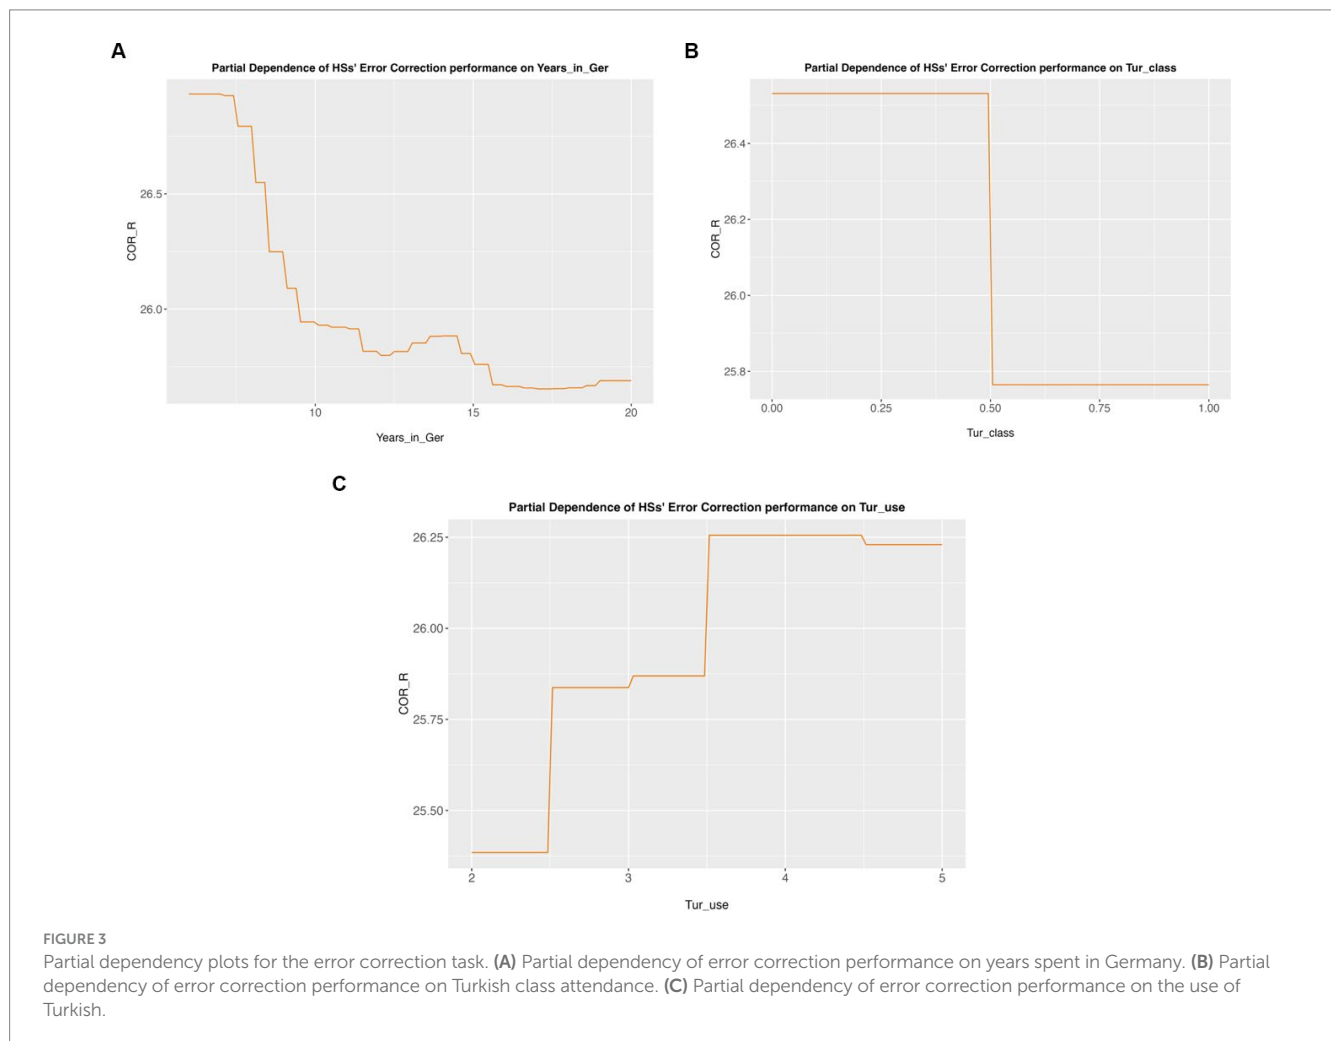 A
Partial Dependence of HSs' Error Correction performance on Years_in_Ger
COR_R
26.5
26.0
10
15
20
Years_in_Ger
B
Partial Dependence of HSs' Error Correction performance on Tur_class
COR_R
26.4
26.2
26.0
25.8
0.00
0.25
0.50
0.75
1.00
Tur_class
C
Partial Dependence of HSs' Error Correction performance on Tur_use
COR_R
26.25
26.00
25.75
25.50
2
3
4
5
Tur_use
FIGURE 3
Partial dependency plots for the error correction task. (A) Partial dependency of error correction performance on years spent in Germany. (B) Partial
dependency of error correction performance on Turkish class attendance. (C) Partial dependency of error correction performance on the use of
Turkish.